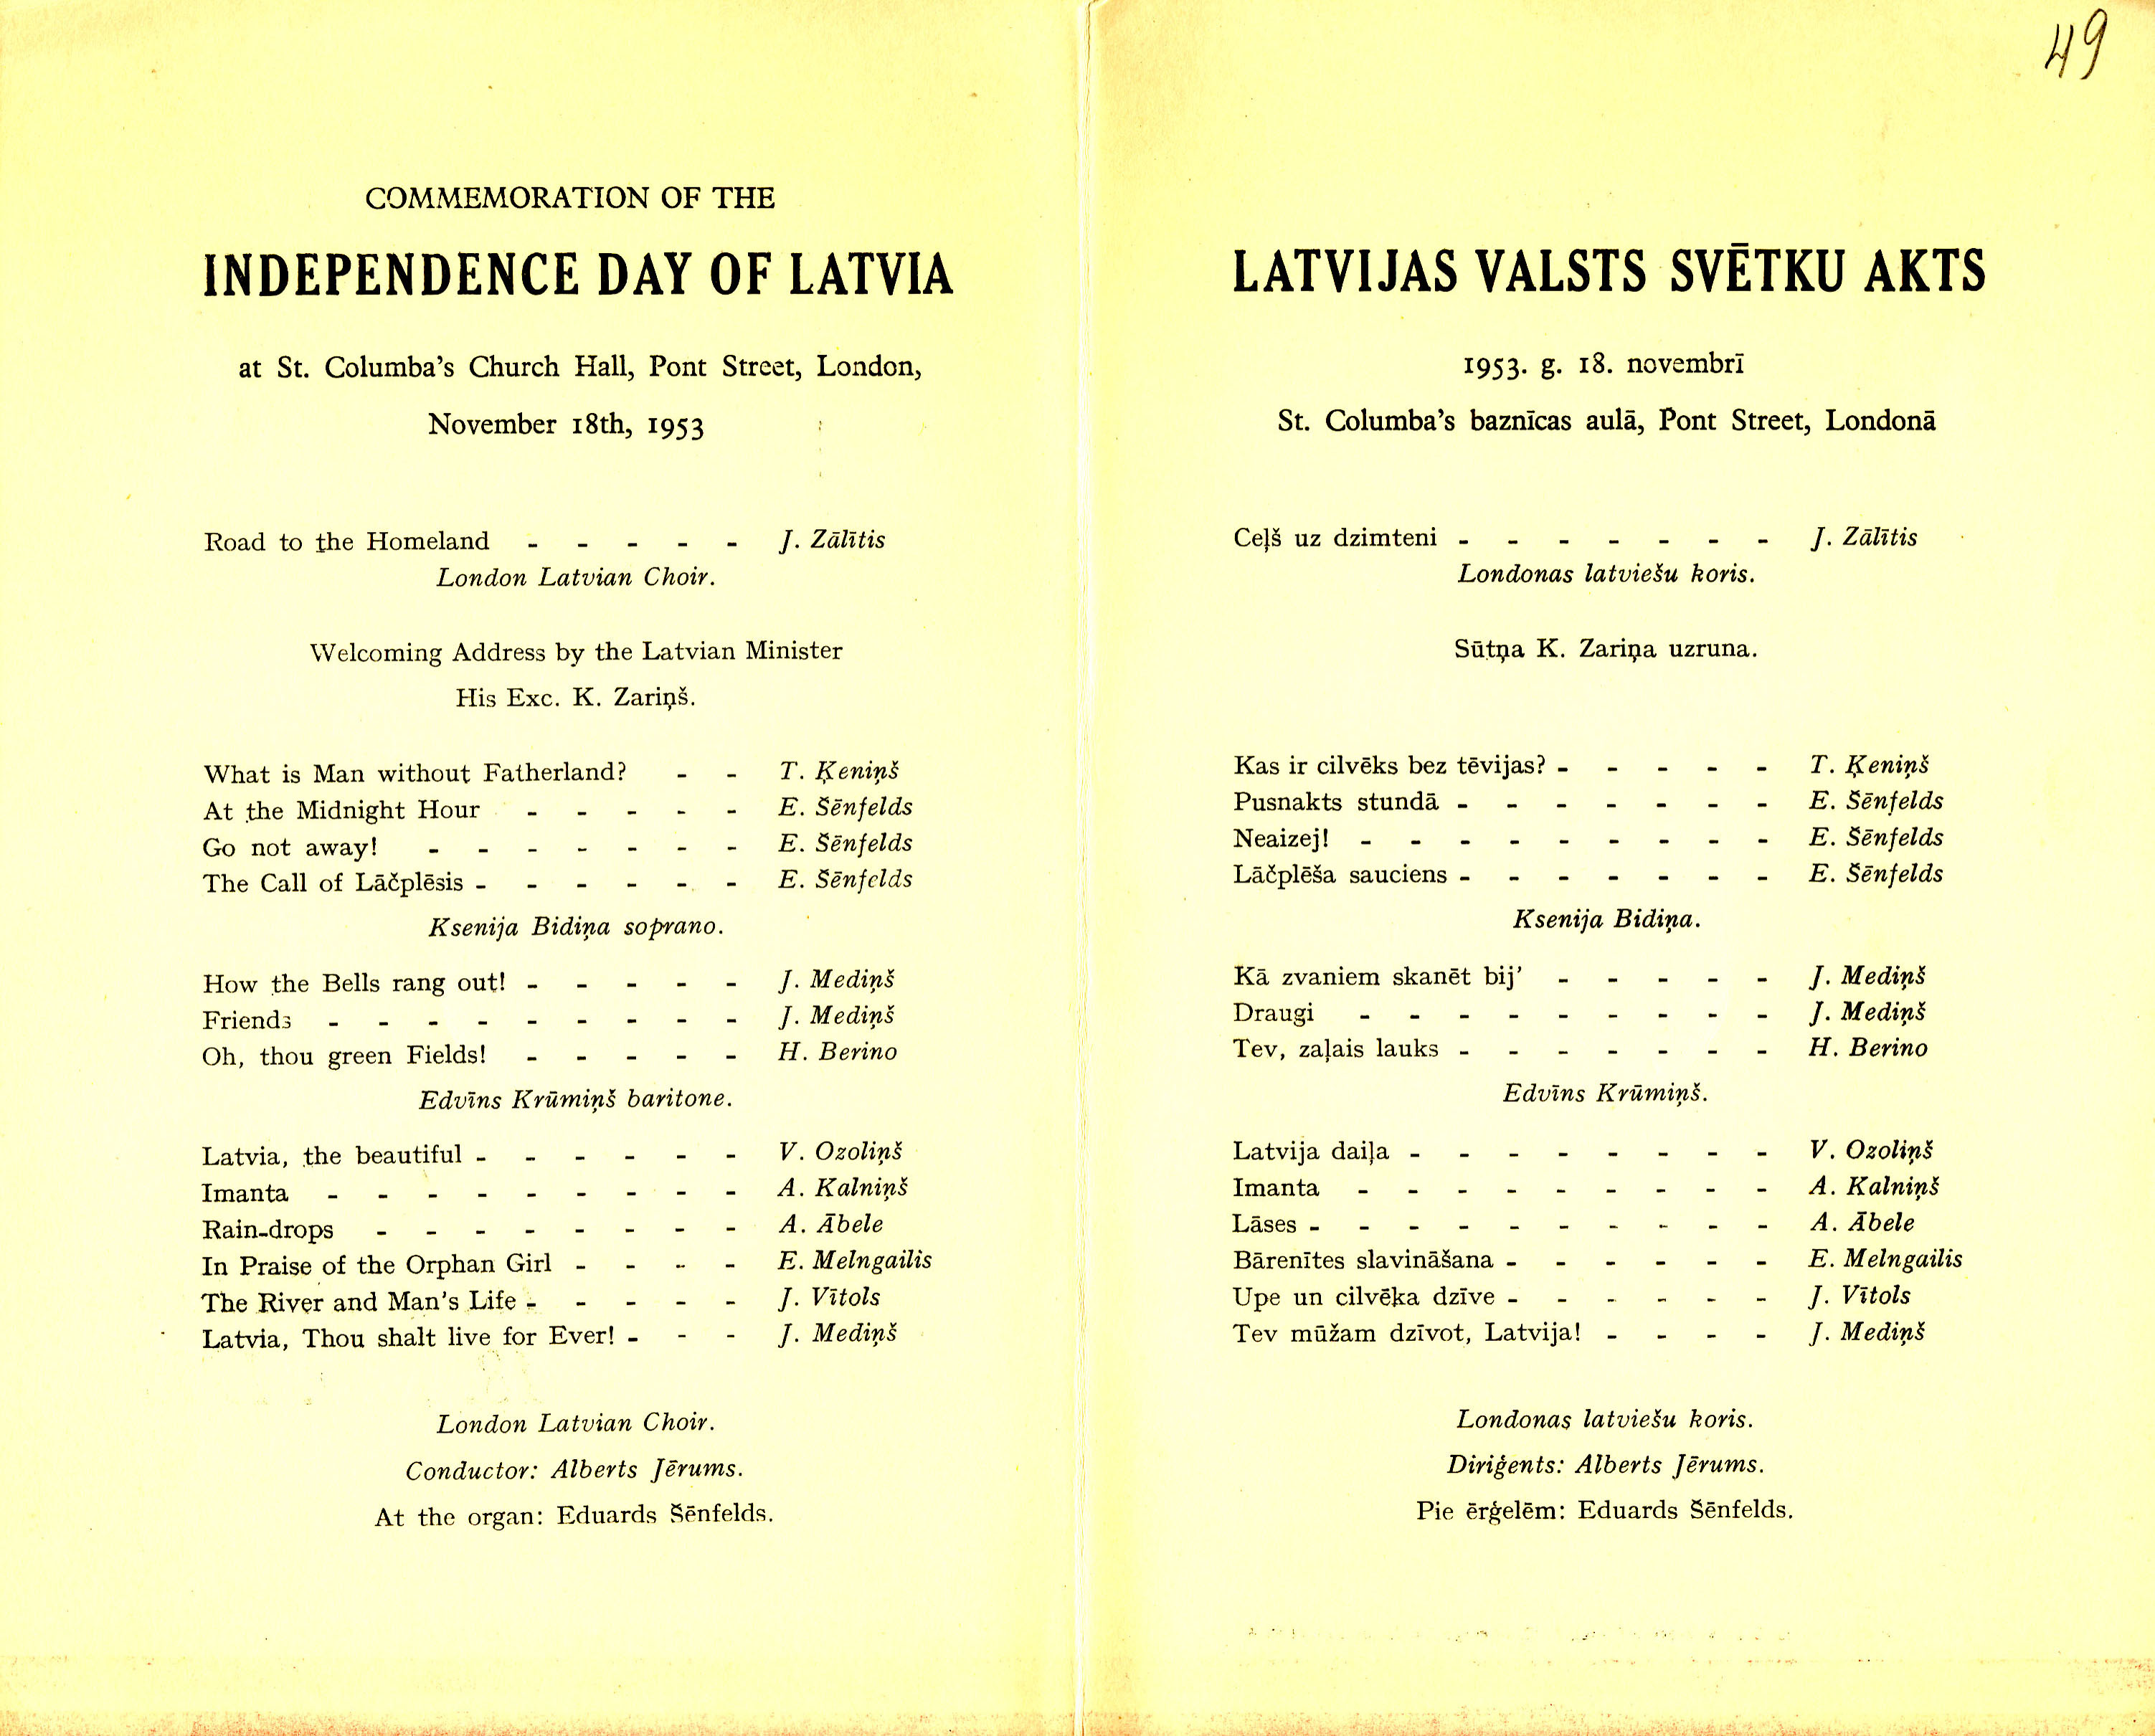 COMMEMORATION OF THE
INDEPENDENCE DAY OF LATVIA
at St. Columba's Church Hall, Pont Street, London,
November 18th, 1953
Road to the Homeland - - - - - J. Zālītis
London Latvian Choir.
Welcoming Address by the Latvian Minister
His Exc. K. Zariņš.
What is Man without Fatherland? - - T. Ķeniņš
At the Midnight Hour - - - - - E. Šēnfelds
Go not away! - - - - - - - E. Šēnfelds
The Call of Lāčplēsis - - - - - - E. Šēnfelds
Ksenija Bidiņa soprano.
How the Bells rang out! - - - - - J. Mediņš
Friends - - - - - - - - - J. Mediņš
Oh, thou green Fields! - - - - - H. Berino
Edvīns Krūmiņš baritone.
Latvia, the beautiful - - - - - - V. Ozoliņš
Imanta - - - - - - - - - A. Kalniņš
Rain-drops - - - - - - - - A. Ābele
In Praise of the Orphan Girl - - - - E. Melngailis
The River and Man's Life - - - - - J. Vītols
Latvia, Thou shalt live for Ever! - - - J. Mediņš
London Latvian Choir.
Conductor: Alberts Jērums.
At the organ: Eduards Šēnfelds.
49
LATVIJAS VALSTS SVĒTKU AKTS
1953. g. 18. novembrī
St. Columba's baznīcas aulā, Pont Street, Londonā
Ceļš uz dzimteni - - - - - - - J. Zālītis
Londonas latviešu koris.
Sūtņa K. Zariņa uzruna.
Kas ir cilvēks bez tēvijas? - - - - - T. Ķeniņš
Pusnakts stundā - - - - - - - E. Šēnfelds
Neaizej! - - - - - - - - - E. Šēnfelds
Lāčplēša sauciens - - - - - - - E. Šēnfelds
Ksenija Bidiņa.
Kā zvaniem skanēt bij' - - - - - J. Mediņš
Draugi - - - - - - - - - J. Mediņš
Tev, zaļais lauks - - - - - - - H. Berino
Edvīns Krūmiņš.
Latvija daiļa - - - - - - - - V. Ozoliņš
Imanta - - - - - - - - - A. Kalniņš
Lāses - - - - - - - - - - A. Ābele
Bārenītes slavināšana - - - - - - E. Melngailis
Upe un cilvēka dzīve - - - - - - J. Vītols
Tev mūžam dzīvot, Latvija! - - - - J. Mediņš
Londonas latviešu koris.
Diriģents: Alberts Jērums.
Pie ērģelēm: Eduards Šēnfelds.